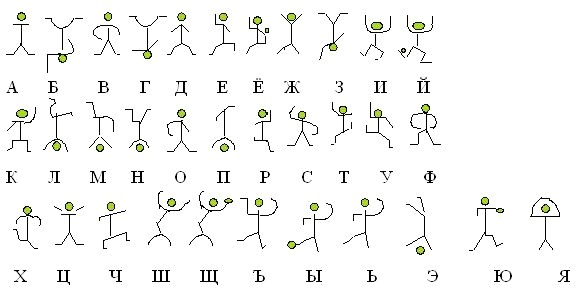 А Б В Г Д Е Ё Ж З И Й
К Л М Н О П Р С Т У Ф
Х Ц Ч Ш Щ Ъ Ы Ь Э Ю Я